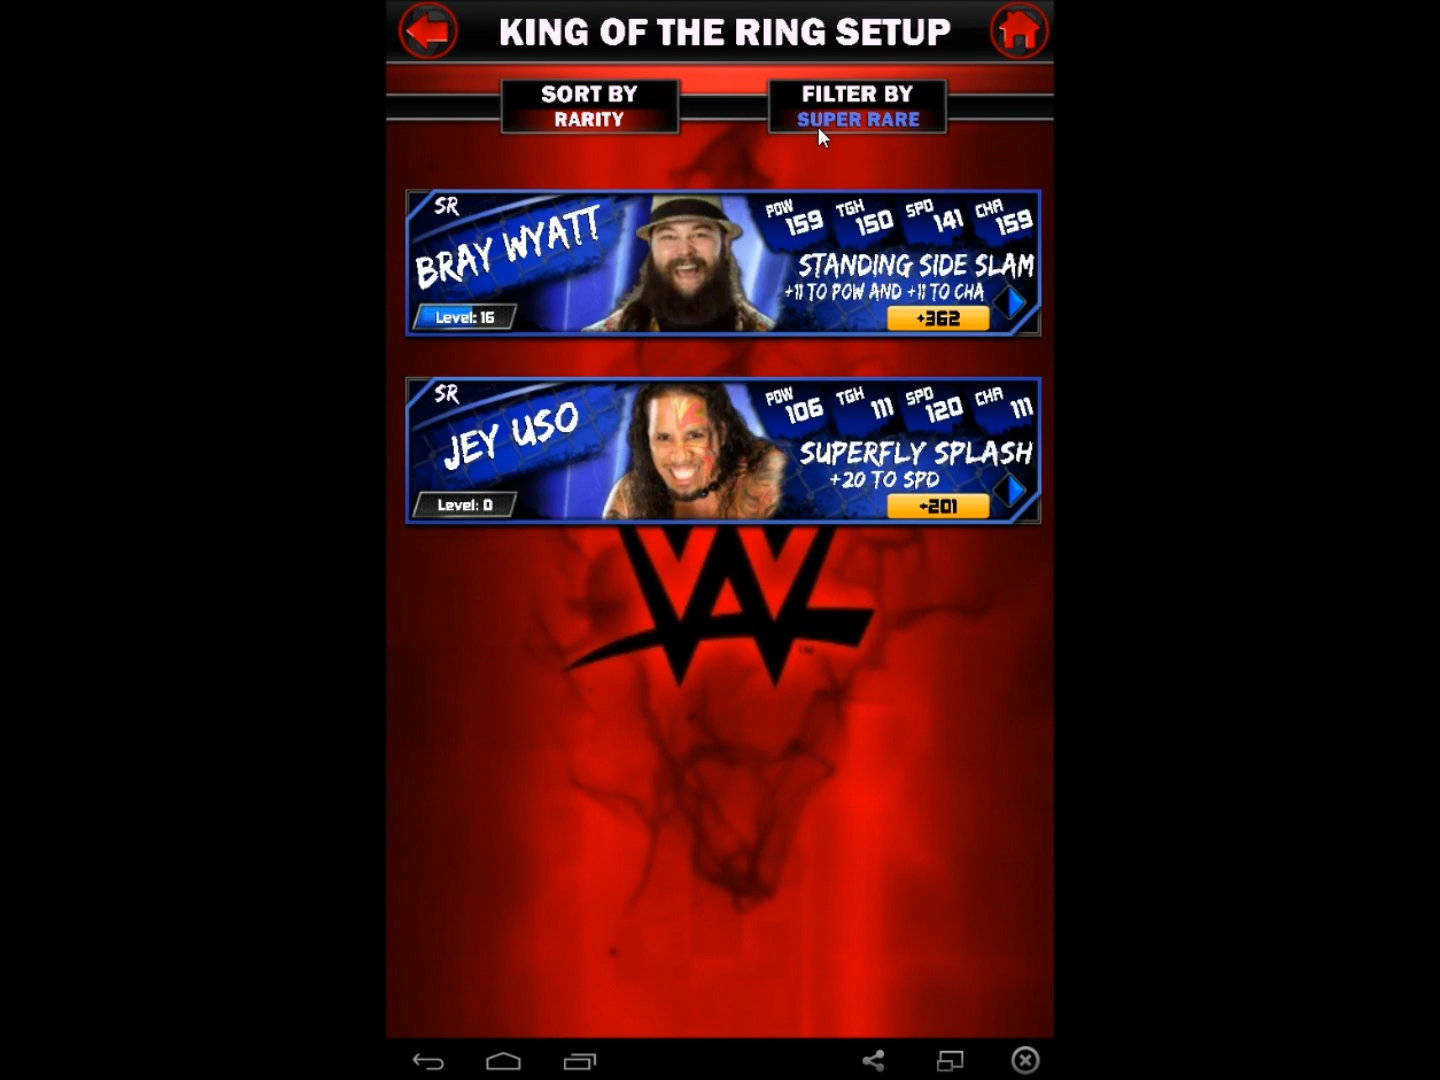 KING OF THE RING SETUP
SORT BY
RARITY
FILTER BY
SUPER RARE
SR
BRAY WYATT
Level: 16
POW 159 TGH 150 SPD 141 CHA 159
STANDING SIDE SLAM
+11 TO POW AND +11 TO CHA
+362
SR
JEY USO
Level: 0
POW 106 TGH 111 SPD 120 CHA 111
SUPERFLY SPLASH
+20 TO SPD
+201
W
TM